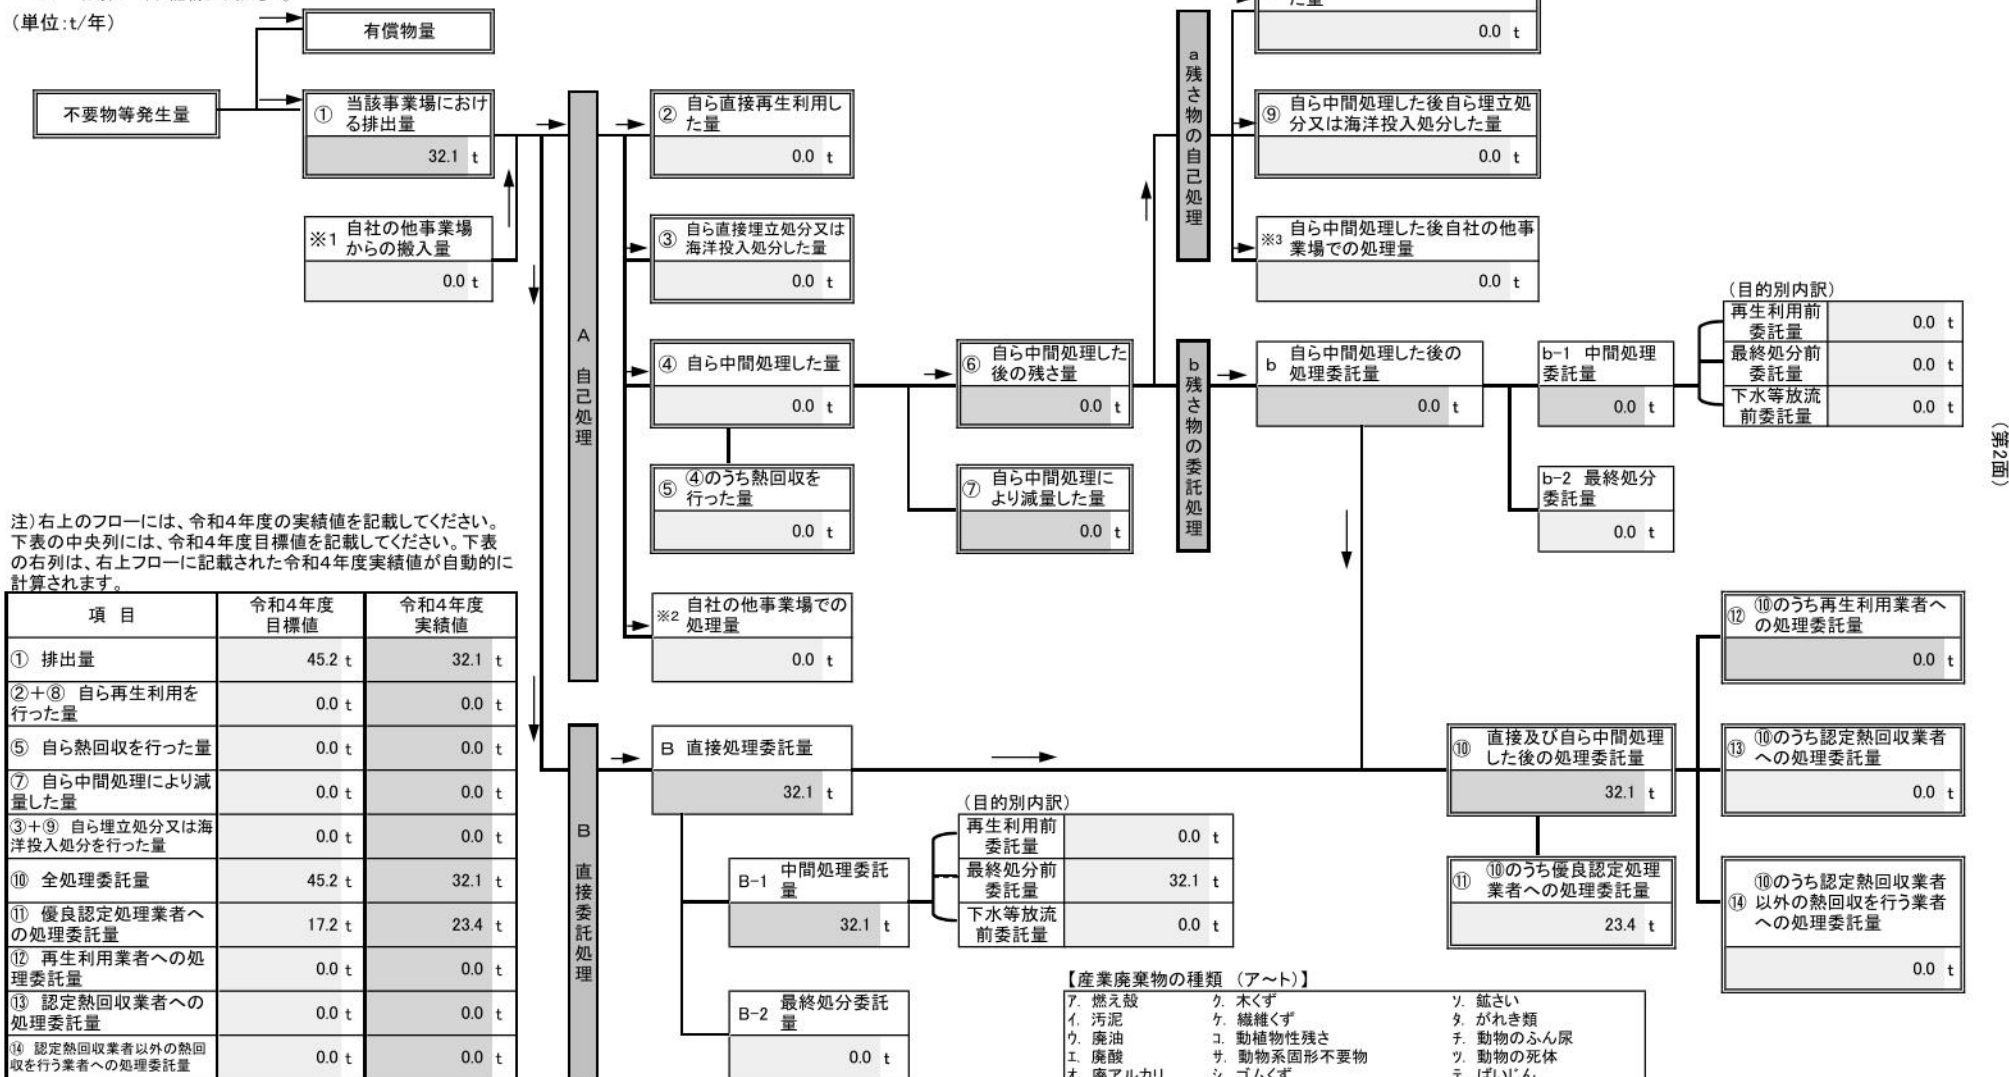 (単位:t/年)
有償物量
不要物等発生量
① 当該事業場におけ
る排出量
32.1 t
※1 自社の他事業場
からの搬入量
0.0 t
A 自己処理
② 自ら直接再生利用し
た量
0.0 t
③ 自ら直接埋立処分又は
海洋投入処分した量
0.0 t
④ 自ら中間処理した量
0.0 t
⑤ ④のうち熱回収を
行った量
0.0 t
※2 自社の他事業場での
処理量
0.0 t
⑥ 自ら中間処理した
後の残さ量
0.0 t
⑦ 自ら中間処理に
より減量した量
0.0 t
a 残さ物の自己処理
た量
0.0 t
⑨ 自ら中間処理した後自ら埋立処
分又は海洋投入処分した量
0.0 t
※3 自ら中間処理した後自社の他事
業場での処理量
0.0 t
b 残さ物の委託処理
b 自ら中間処理した後の
処理委託量
0.0 t
b-1 中間処理
委託量
0.0 t
b-2 最終処分
委託量
0.0 t
(目的別内訳)
再生利用前
委託量
0.0 t
最終処分前
委託量
0.0 t
下水等放流
前委託量
0.0 t
(第2面)
注)右上のフローには、令和4年度の実績値を記載してください。
下表の中央列には、令和4年度目標値を記載してください。下表
の右列は、右上フローに記載された令和4年度実績値が自動的に
計算されます。
項 目
令和4年度
目標値
令和4年度
実績値
① 排出量 45.2 t 32.1 t
②+⑧ 自ら再生利用を
行った量
0.0 t 0.0 t
⑤ 自ら熱回収を行った量 0.0 t 0.0 t
⑦ 自ら中間処理により減
量した量
0.0 t 0.0 t
③+⑨ 自ら埋立処分又は海
洋投入処分を行った量
0.0 t 0.0 t
⑩ 全処理委託量 45.2 t 32.1 t
⑪ 優良認定処理業者へ
の処理委託量
17.2 t 23.4 t
⑫ 再生利用業者への処
理委託量
0.0 t 0.0 t
⑬ 認定熱回収業者への
処理委託量
0.0 t 0.0 t
⑭ 認定熱回収業者以外の熱回
収を行う業者への処理委託量
0.0 t 0.0 t
B 直接委託処理
B 直接処理委託量
32.1 t
B-1 中間処理委託
量
32.1 t
B-2 最終処分委託
量
0.0 t
(目的別内訳)
再生利用前
委託量
0.0 t
最終処分前
委託量
32.1 t
下水等放流
前委託量
0.0 t
⑩ 直接及び自ら中間処理
した後の処理委託量
32.1 t
⑪ ⑩のうち優良認定処理
業者への処理委託量
23.4 t
⑫ ⑩のうち再生利用業者へ
の処理委託量
0.0 t
⑬ ⑩のうち認定熱回収業者
への処理委託量
0.0 t
⑭ ⑩のうち認定熱回収業者
以外の熱回収を行う業者
への処理委託量
0.0 t
【産業廃棄物の種類 (ア~ト)】
ア. 燃え殻 ク. 木くず ソ. 鉱さい
イ. 汚泥 ケ. 繊維くず タ. がれき類
ウ. 廃油 コ. 動植物性残さ チ. 動物のふん尿
エ. 廃酸 サ. 動物系固形不要物 ツ. 動物の死体
オ. 廃アルカリ シ. ゴムくず テ. ばいじん